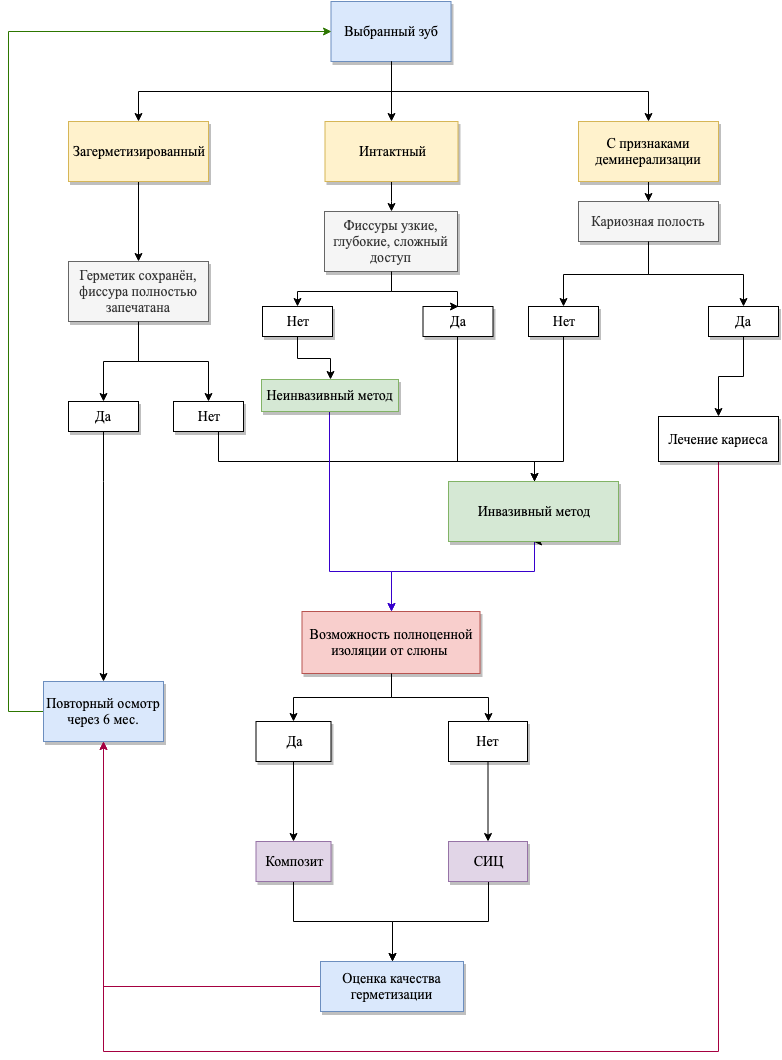 Выбранный зуб
Загерметизированный
Интактный
С признаками
деминерализации
Фиссуры узкие,
глубокие, сложный
доступ
Кариозная полость
Герметик сохранён,
фиссура полностью
запечатана
Нет
Да
Нет
Да
Неинвазивный метод
Да
Нет
Лечение кариеса
Инвазивный метод
Возможность полноценной
изоляции от слюны
Повторный осмотр
через 6 мес.
Да
Нет
Композит
СИЦ
Оценка качества
герметизации